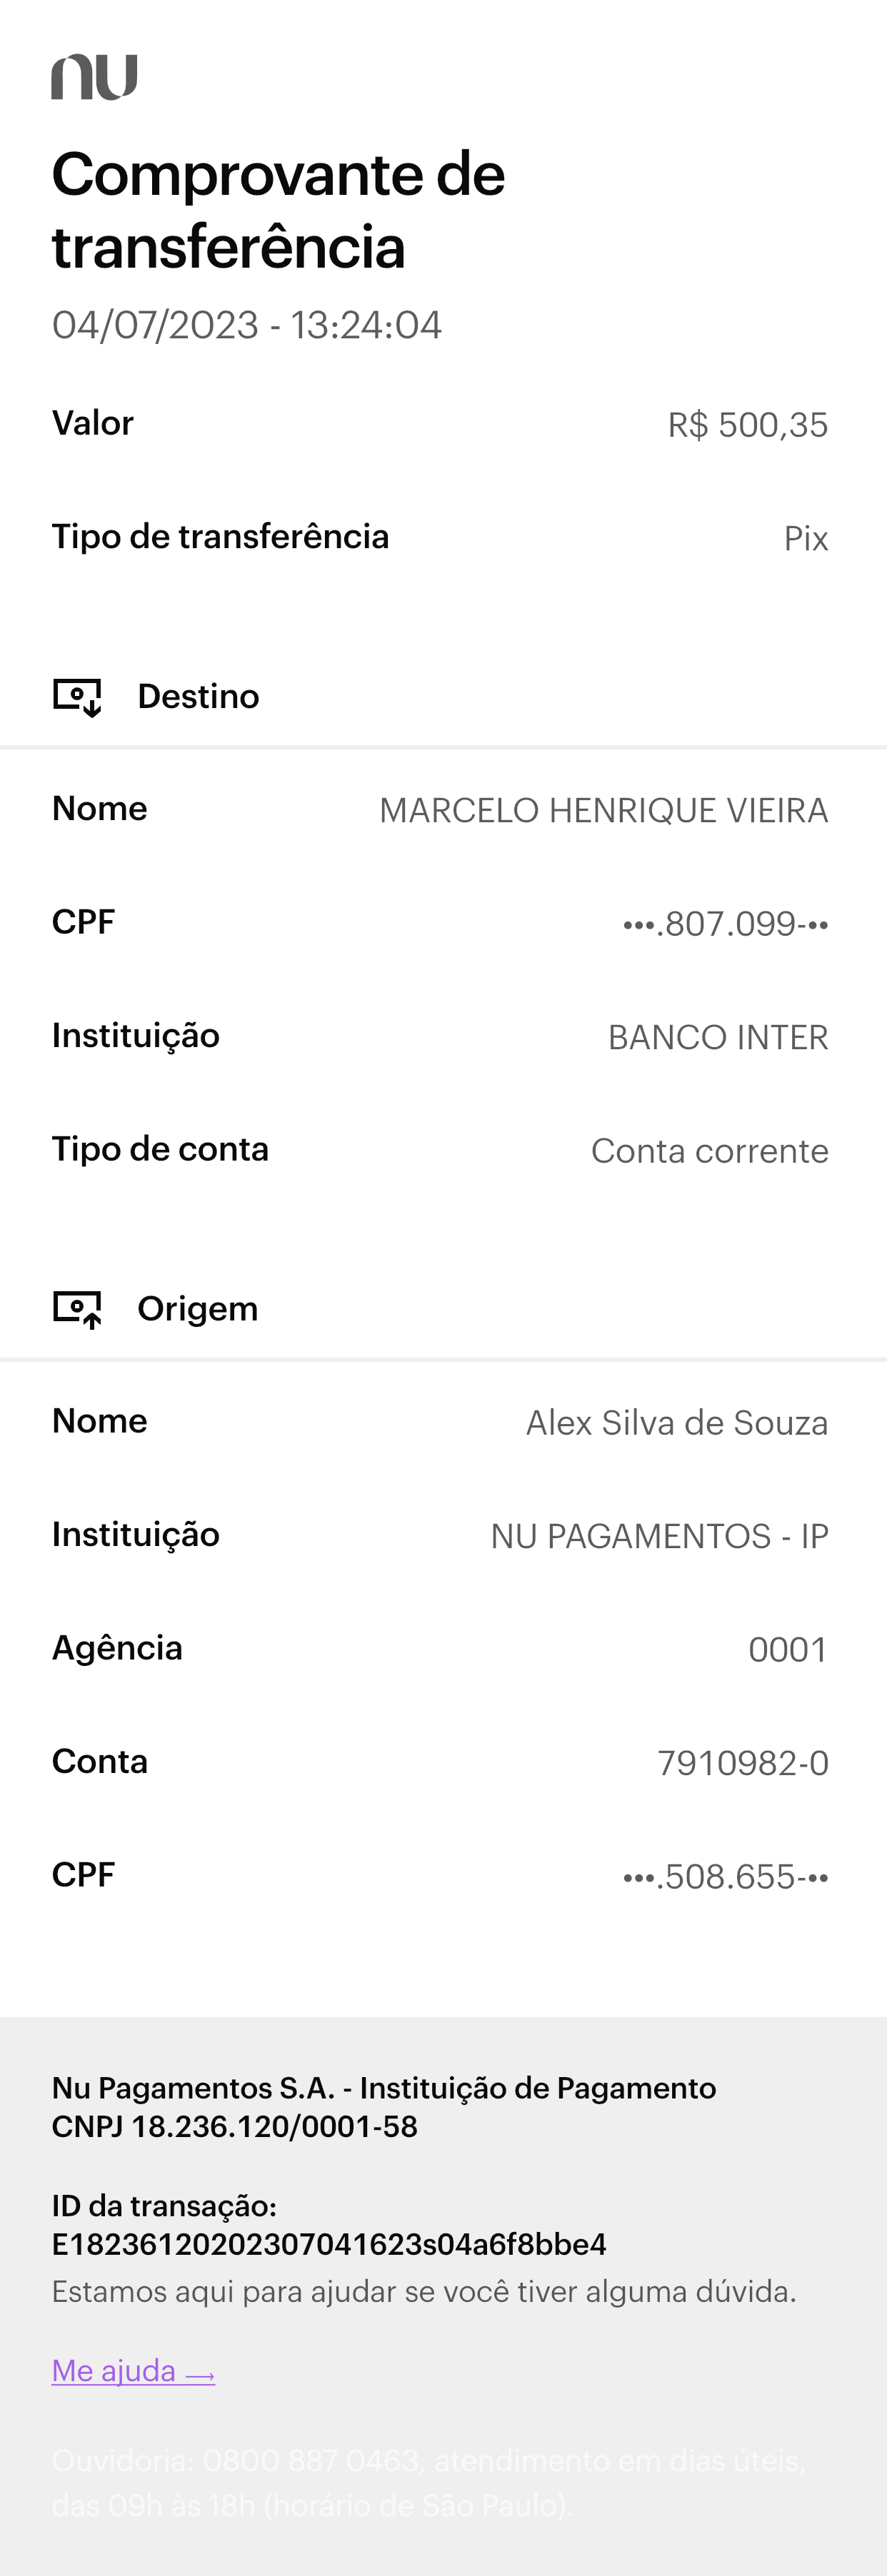 nu
Comprovante de
transferência
04/07/2023 - 13:24:04
Valor R$ 500,35
Tipo de transferência Pix
Destino
Nome MARCELO HENRIQUE VIEIRA
CPF •••.807.099-••
Instituição BANCO INTER
Tipo de conta Conta corrente
Origem
Nome Alex Silva de Souza
Instituição NU PAGAMENTOS - IP
Agência 0001
Conta 7910982-0
CPF •••.508.655-••
Nu Pagamentos S.A. - Instituição de Pagamento
CNPJ 18.236.120/0001-58
ID da transação:
E18236120202307041623s04a6f8bbe4
Estamos aqui para ajudar se você tiver alguma dúvida.
Me ajuda →
Ouvidoria: 0800 887 0463, atendimento em dias úteis,
das 09h às 18h (horário de São Paulo).